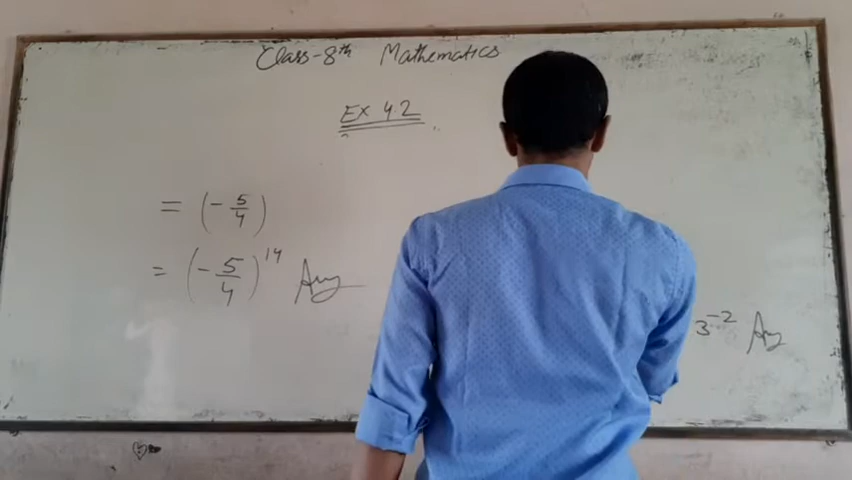 Class-8th Mathematics
Ex 4.2
= (-5/4)
= (-5/4)^14 Ans
3^-2 Ans